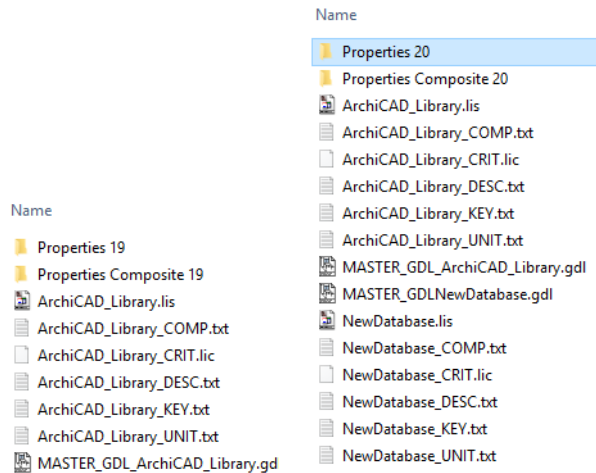 Name
Properties 19
Properties Composite 19
ArchiCAD_Library.lis
ArchiCAD_Library_COMP.txt
ArchiCAD_Library_CRIT.lic
ArchiCAD_Library_DESC.txt
ArchiCAD_Library_KEY.txt
ArchiCAD_Library_UNIT.txt
MASTER_GDL_ArchiCAD_Library.gd
Name
Properties 20
Properties Composite 20
ArchiCAD_Library.lis
ArchiCAD_Library_COMP.txt
ArchiCAD_Library_CRIT.lic
ArchiCAD_Library_DESC.txt
ArchiCAD_Library_KEY.txt
ArchiCAD_Library_UNIT.txt
MASTER_GDL_ArchiCAD_Library.gdl
MASTER_GDLNewDatabase.gdl
NewDatabase.lis
NewDatabase_COMP.txt
NewDatabase_CRIT.lic
NewDatabase_DESC.txt
NewDatabase_KEY.txt
NewDatabase_UNIT.txt